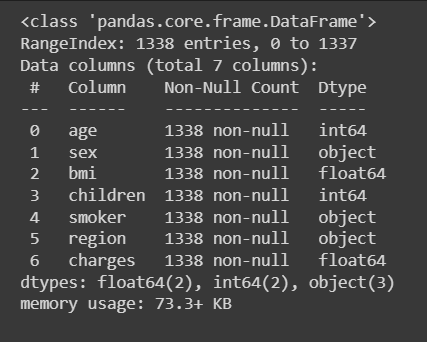 <class 'pandas.core.frame.DataFrame'>
RangeIndex: 1338 entries, 0 to 1337
Data columns (total 7 columns):
 #   Column    Non-Null Count  Dtype
---  ------    --------------  -----
 0   age       1338 non-null   int64
 1   sex       1338 non-null   object
 2   bmi       1338 non-null   float64
 3   children  1338 non-null   int64
 4   smoker    1338 non-null   object
 5   region    1338 non-null   object
 6   charges   1338 non-null   float64
dtypes: float64(2), int64(2), object(3)
memory usage: 73.3+ KB